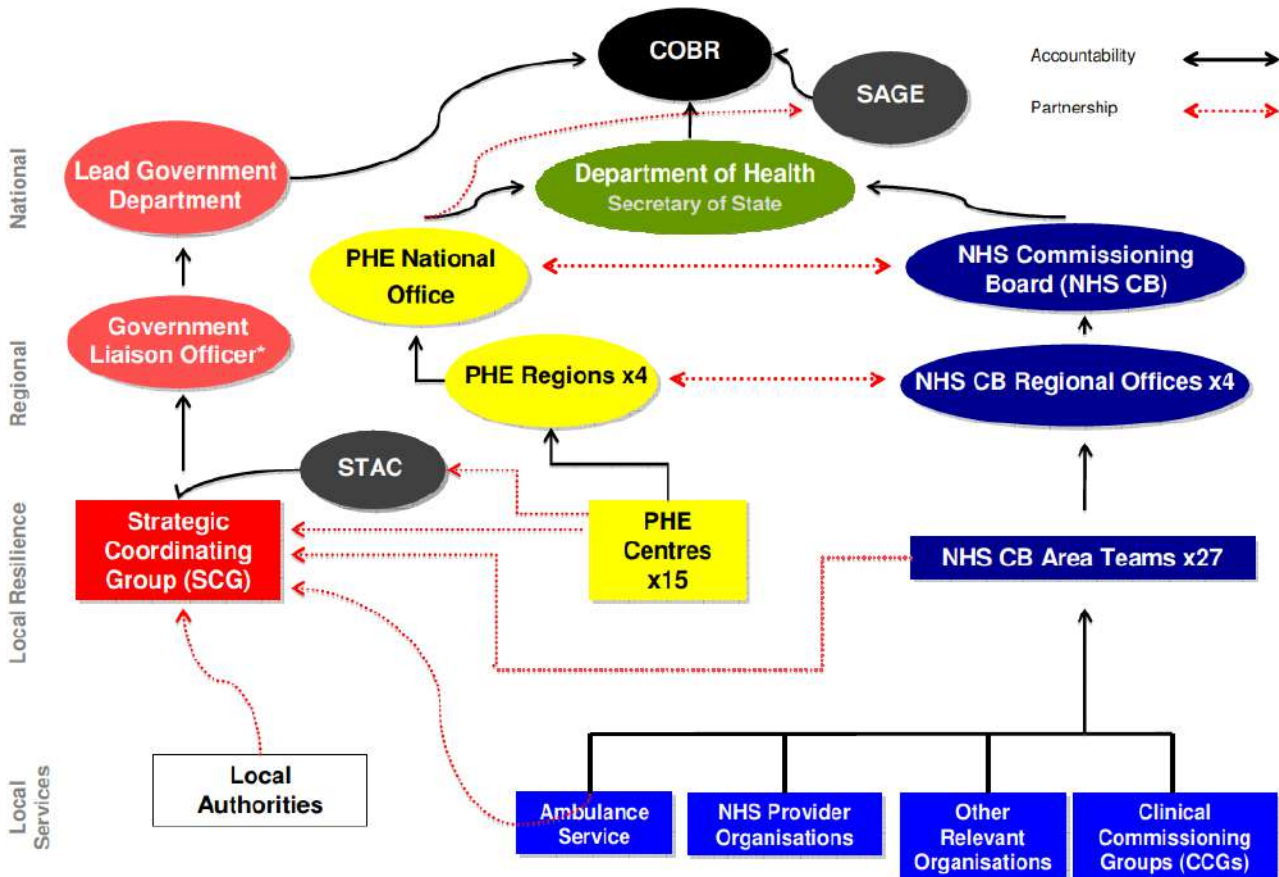 COBR
SAGE
Accountability
Partnership
National
Lead Government
Department
Department of Health
Secretary of State
PHE National
Office
NHS Commissioning
Board (NHS CB)
Regional
Government
Liaison Officer*
PHE Regions x4
NHS CB Regional Offices x4
Local Resilience
STAC
Strategic
Coordinating
Group (SCG)
PHE
Centres
x15
NHS CB Area Teams x27
Local
Services
Local
Authorities
Ambulance
Service
NHS Provider
Organisations
Other
Relevant
Organisations
Clinical
Commissioning
Groups (CCGs)